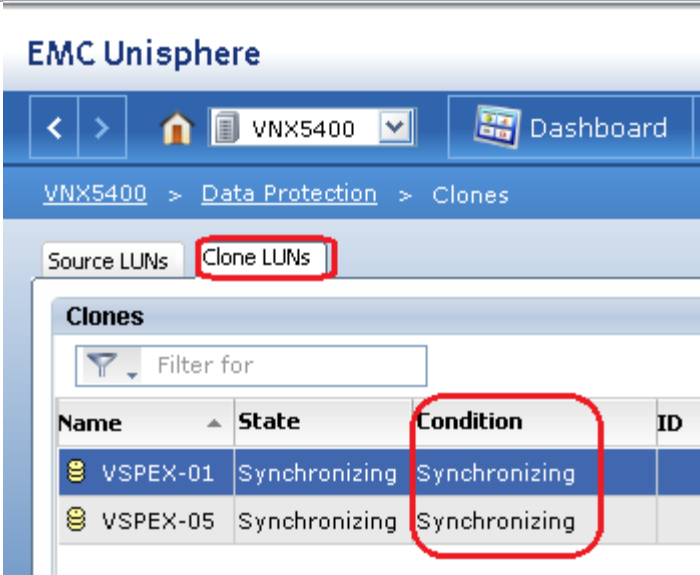 EMC Unisphere
VNX5400 Dashboard
VNX5400 > Data Protection > Clones
Source LUNs Clone LUNs
Clones
Filter for
Name State Condition ID
VSPEX-01 Synchronizing Synchronizing
VSPEX-05 Synchronizing Synchronizing